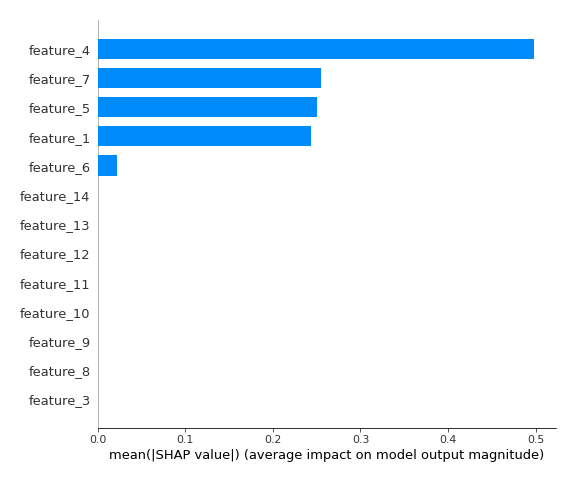 feature_4
feature_7
feature_5
feature_1
feature_6
feature_14
feature_13
feature_12
feature_11
feature_10
feature_9
feature_8
feature_3
0.0 0.1 0.2 0.3 0.4 0.5
mean(|SHAP value|) (average impact on model output magnitude)